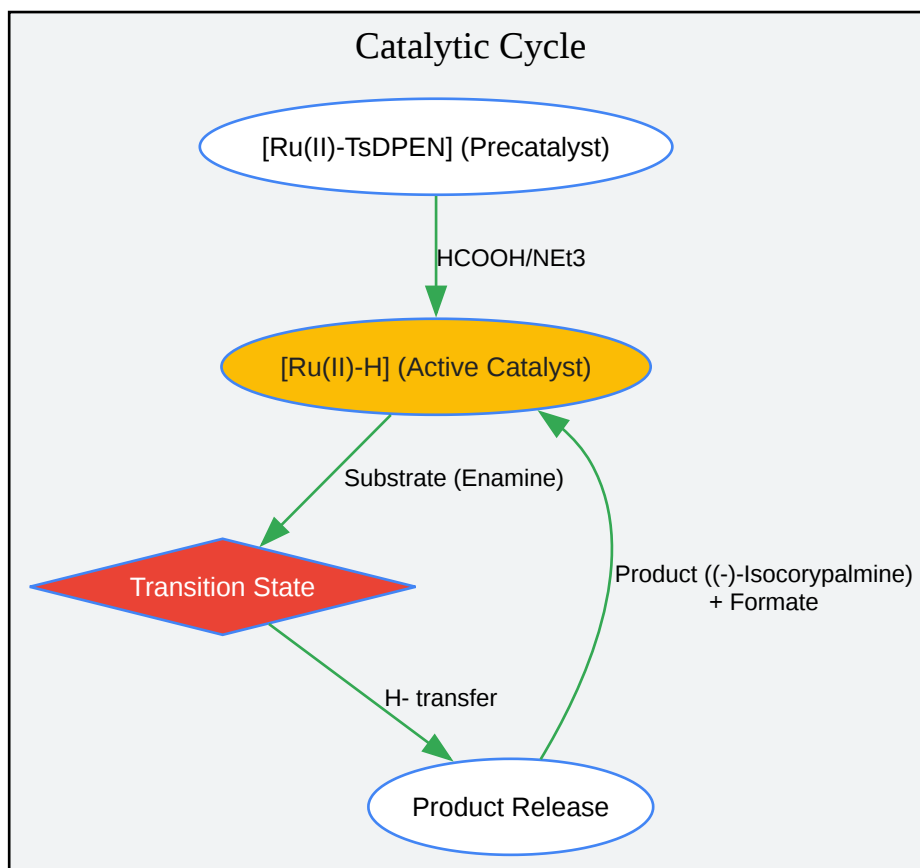 Catalytic Cycle
[Ru(II)-TsDPEN] (Precatalyst)
HCOOH/NEt3
[Ru(II)-H] (Active Catalyst)
Substrate (Enamine)
Transition State
Product ((-)-Isocorypalmine)
+ Formate
H- transfer
Product Release